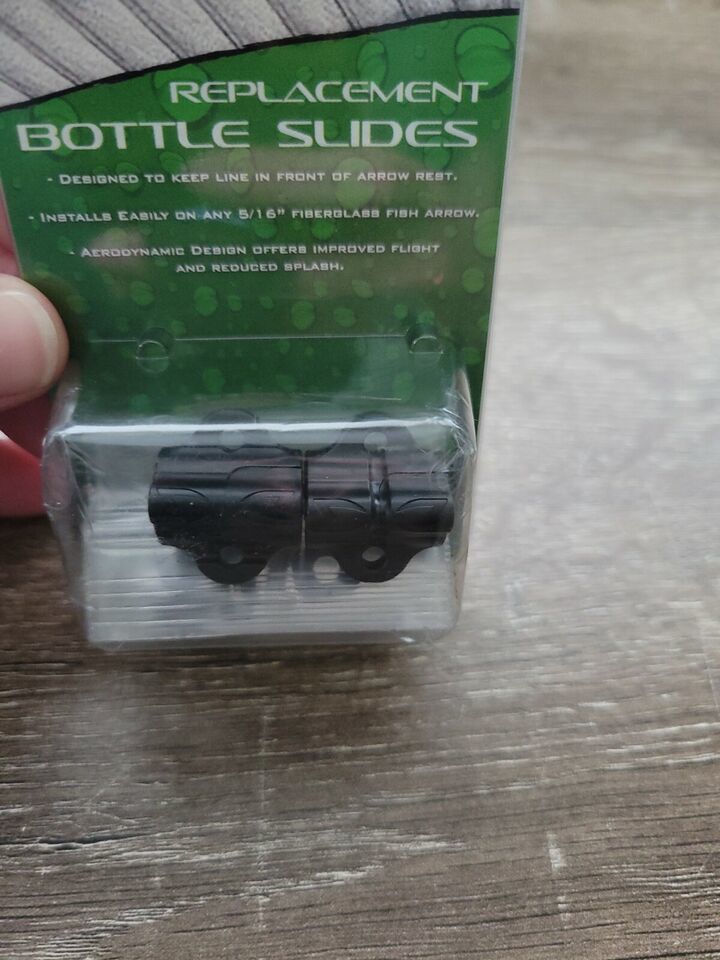 REPLACEMENT
BOTTLE SLIDES
- DESIGNED TO KEEP LINE IN FRONT OF ARROW REST.
- INSTALLS EASILY ON ANY 5/16" FIBERGLASS FISH ARROW.
- AERODYNAMIC DESIGN OFFERS IMPROVED FLIGHT
AND REDUCED SPLASH.